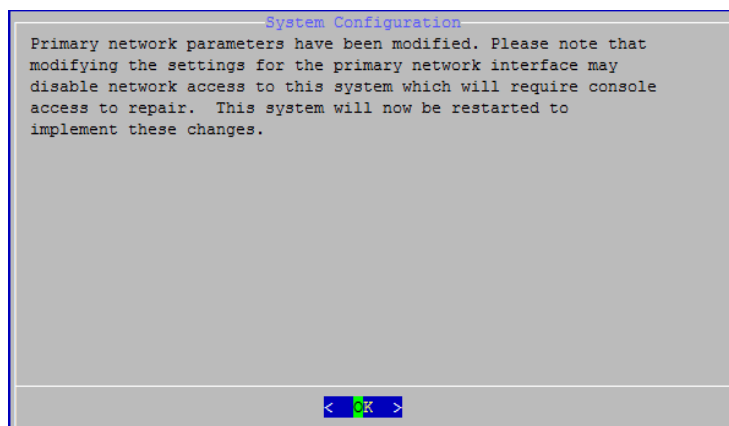 System Configuration
Primary network parameters have been modified. Please note that
modifying the settings for the primary network interface may
disable network access to this system which will require console
access to repair.  This system will now be restarted to
implement these changes.
< OK >